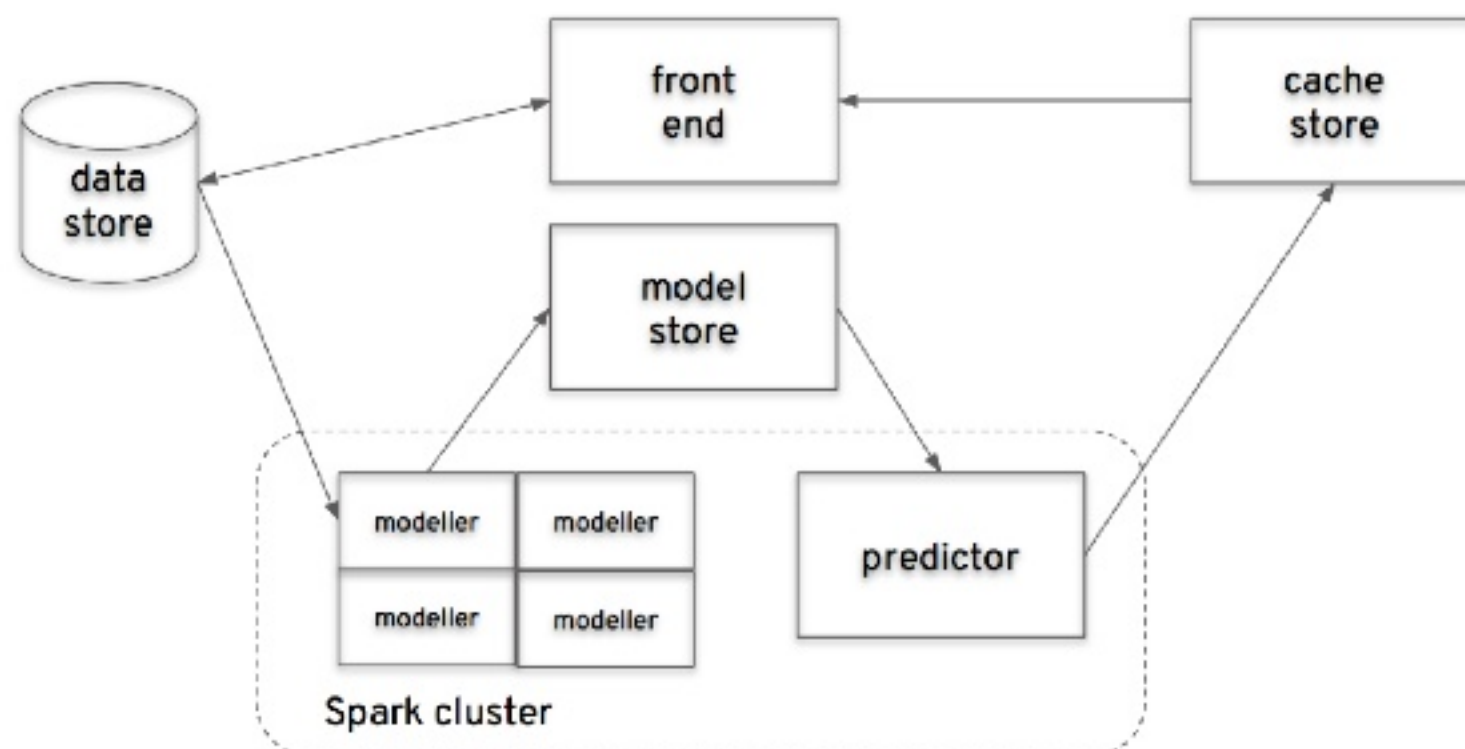 front
end
cache
store
data
store
model
store
modeller
modeller
predictor
modeller
modeller
Spark cluster